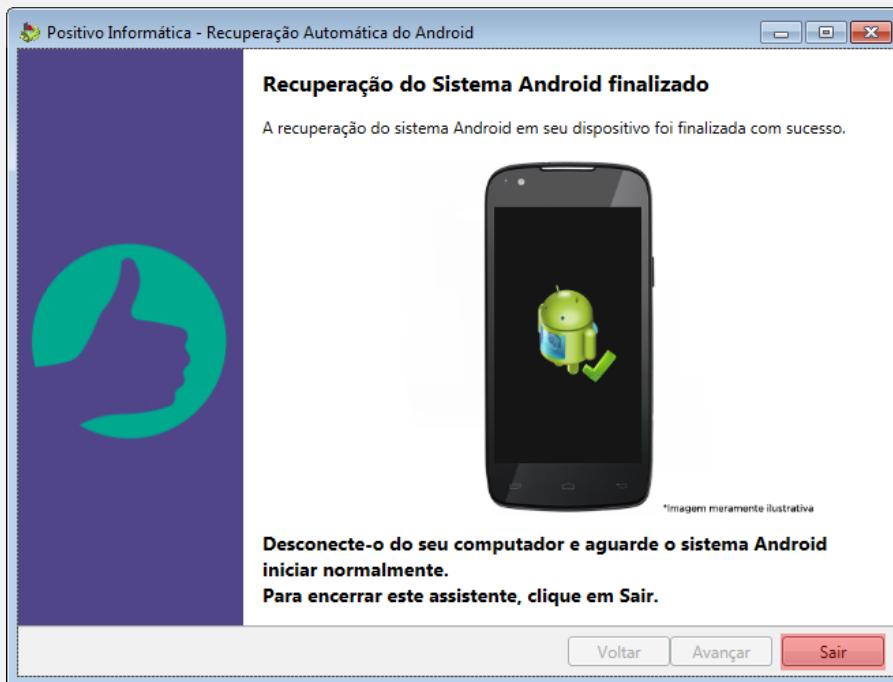 Positivo Informática - Recuperação Automática do Android
Recuperação do Sistema Android finalizado
A recuperação do sistema Android em seu dispositivo foi finalizada com sucesso.
*Imagem meramente ilustrativa
Desconecte-o do seu computador e aguarde o sistema Android
iniciar normalmente.
Para encerrar este assistente, clique em Sair.
Voltar Avançar Sair